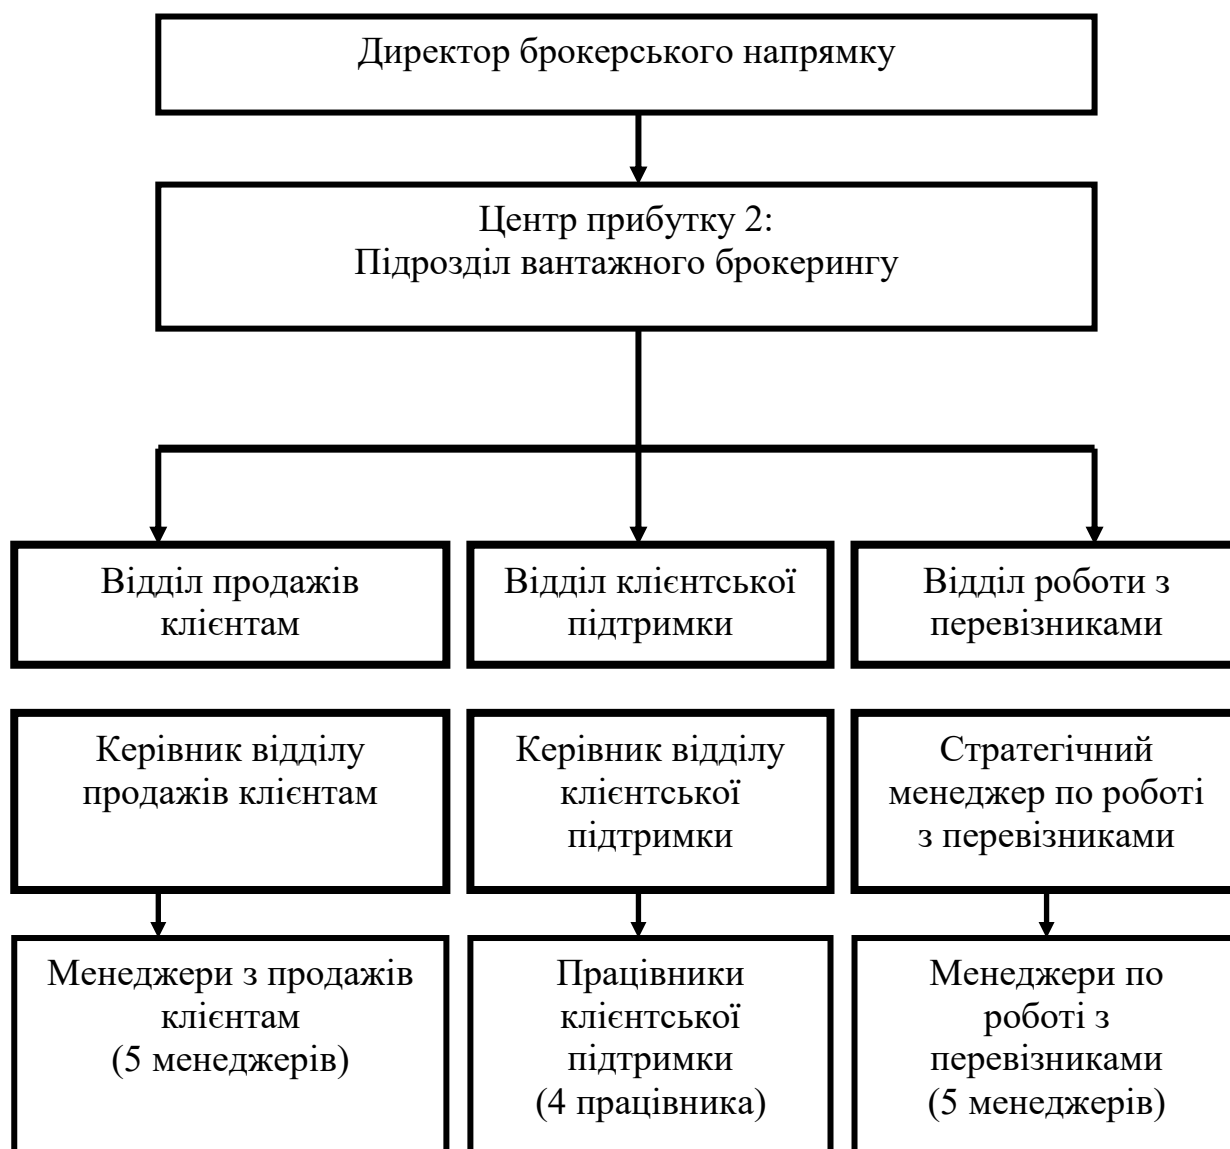 Директор брокерського напрямку
Центр прибутку 2:
Підрозділ вантажного брокерингу
Відділ продажів
клієнтам
Відділ клієнтської
підтримки
Відділ роботи з
перевізниками
Керівник відділу
продажів клієнтам
Керівник відділу
клієнтської
підтримки
Стратегічний
менеджер по роботі
з перевізниками
Менеджери з продажів
клієнтам
(5 менеджерів)
Працівники
клієнтської
підтримки
(4 працівника)
Менеджери по
роботі з
перевізниками
(5 менеджерів)